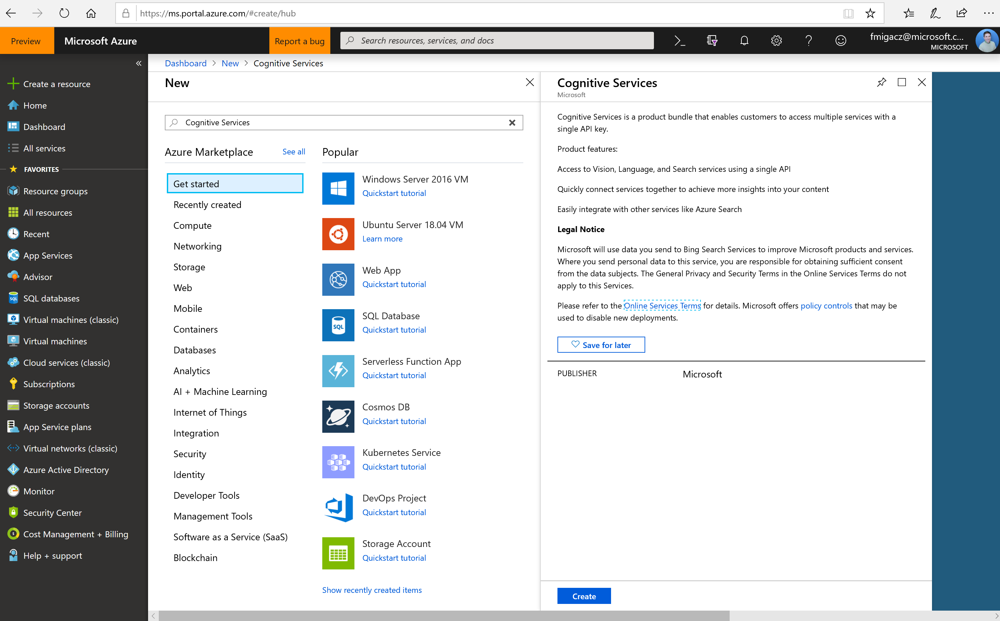 https://ms.portal.azure.com/#create/hub
Preview
Microsoft Azure
Report a bug
Search resources, services, and docs
fmigacz@microsoft.c...
MICROSOFT
Create a resource
Home
Dashboard
All services
FAVORITES
Resource groups
All resources
Recent
App Services
Advisor
SQL
SQL databases
Virtual machines (classic)
Virtual machines
Cloud services (classic)
Subscriptions
Storage accounts
App Service plans
Virtual networks (classic)
Azure Active Directory
Monitor
Security Center
Cost Management + Billing
Help + support
Dashboard > New > Cognitive Services
New
Cognitive Services
Azure Marketplace
See all
Get started
Recently created
Compute
Networking
Storage
Web
Mobile
Containers
Databases
Analytics
AI + Machine Learning
Internet of Things
Integration
Security
Identity
Developer Tools
Management Tools
Software as a Service (SaaS)
Blockchain
Popular
Windows Server 2016 VM
Quickstart tutorial
Ubuntu Server 18.04 VM
Learn more
Web App
Quickstart tutorial
SQL
SQL Database
Quickstart tutorial
Serverless Function App
Quickstart tutorial
Cosmos DB
Quickstart tutorial
Kubernetes Service
Quickstart tutorial
DevOps Project
Quickstart tutorial
Storage Account
Quickstart tutorial
Show recently created items
Cognitive Services
Microsoft
Cognitive Services is a product bundle that enables customers to access multiple services with a
single API key.
Product features:
Access to Vision, Language, and Search services using a single API
Quickly connect services together to achieve more insights into your content
Easily integrate with other services like Azure Search
Legal Notice
Microsoft will use data you send to Bing Search Services to improve Microsoft products and services.
Where you send personal data to this service, you are responsible for obtaining sufficient consent
from the data subjects. The General Privacy and Security Terms in the Online Services Terms do not
apply to this Services.
Please refer to the Online Services Terms for details. Microsoft offers policy controls that may be
used to disable new deployments.
Save for later
PUBLISHER
Microsoft
Create